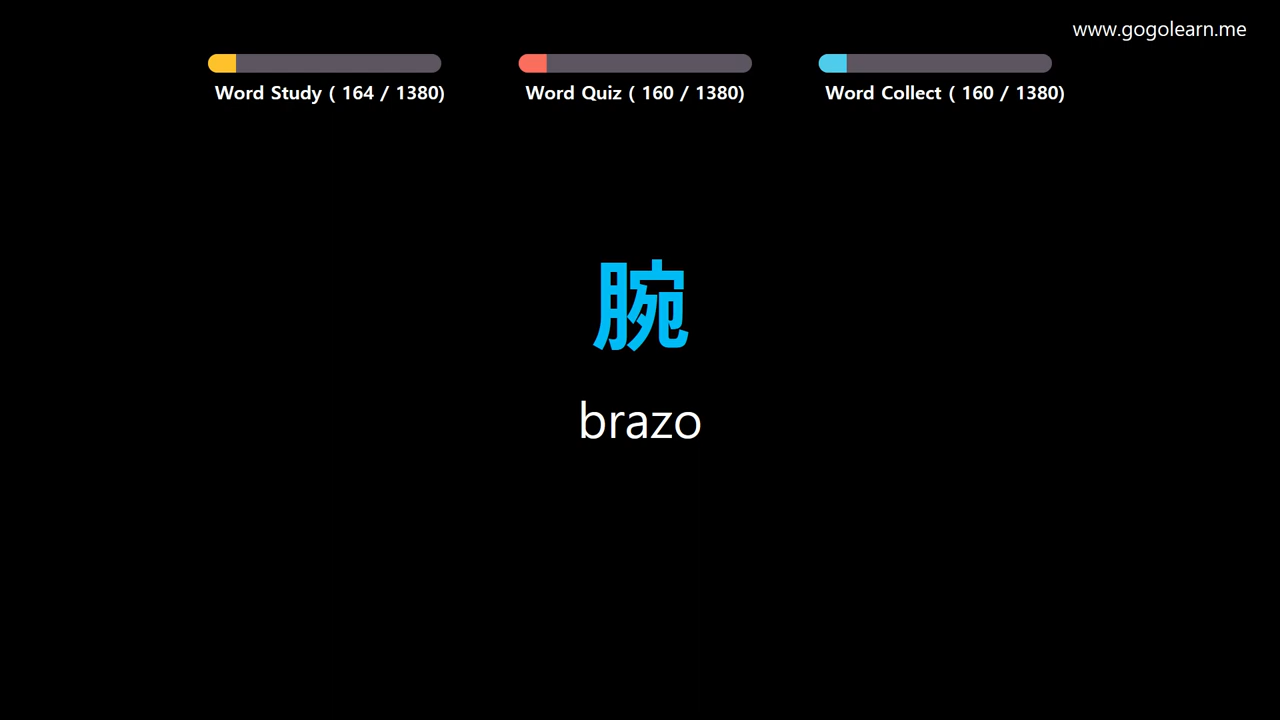 www.gogolearn.me
Word Study ( 164 / 1380)
Word Quiz ( 160 / 1380)
Word Collect ( 160 / 1380)
腕
brazo